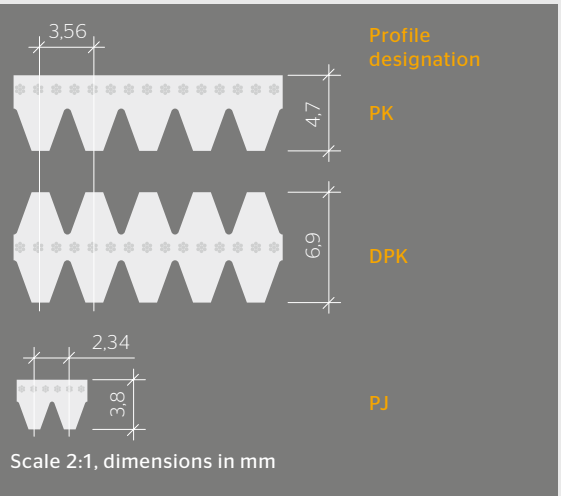 3,56
Profile
designation
4,7
PK
6,9
DPK
2,34
3,8
PJ
Scale 2:1, dimensions in mm